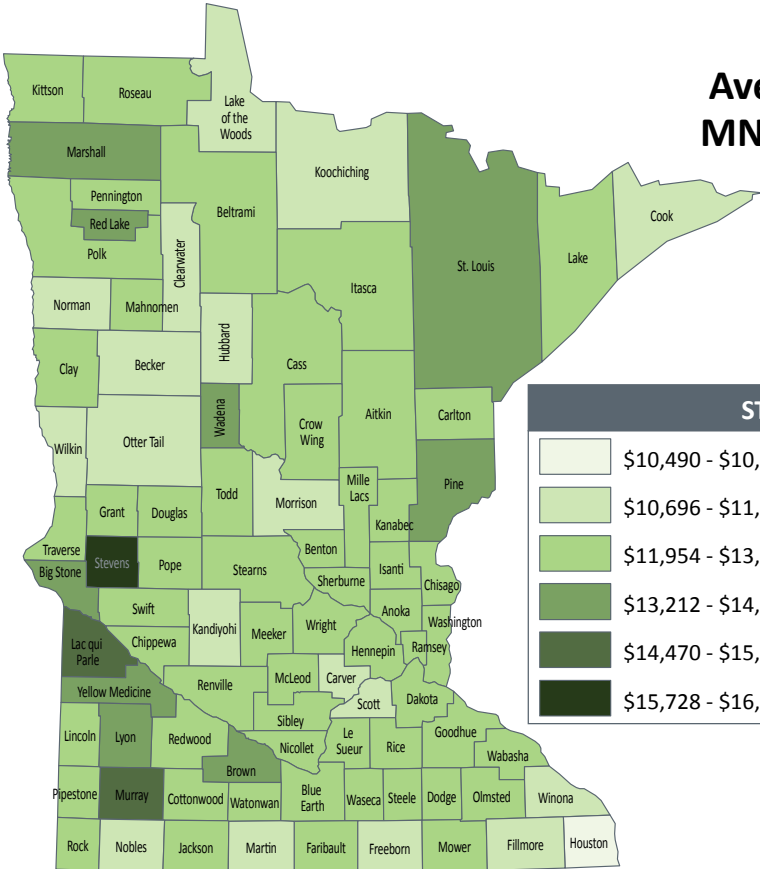 Ave
MN
Kittson
Roseau
Lake
of the
Woods
Marshall
Koochiching
Pennington
Beltrami
Cook
Red Lake
Clearwater
Polk
St. Louis
Lake
Itasca
Norman
Mahnomen
Hubbard
Clay
Becker
Cass
Wadena
Crow
Wing
Aitkin
Carlton
Otter Tail
Wilkin
Mille
Lacs
Pine
Todd
Morrison
Grant
Douglas
Kanabec
Traverse
Benton
Stevens
Pope
Stearns
Big Stone
Isanti
Sherburne
Chisago
Swift
Anoka
Kandiyohi
Meeker
Wright
Washington
Chippewa
Hennepin
Ramsey
Lac qui
Parle
McLeod
Carver
Renville
Yellow Medicine
Scott
Dakota
Sibley
Lincoln
Lyon
Redwood
Nicollet
Le
Sueur
Rice
Goodhue
Wabasha
Brown
Pipestone
Murray
Cottonwood
Watonwan
Blue
Earth
Waseca
Steele
Dodge
Olmsted
Winona
Rock
Nobles
Jackson
Martin
Faribault
Freeborn
Mower
Fillmore
Houston
ST
$10,490 - $10,
$10,696 - $11,
$11,954 - $13,
$13,212 - $14,
$14,470 - $15,
$15,728 - $16,